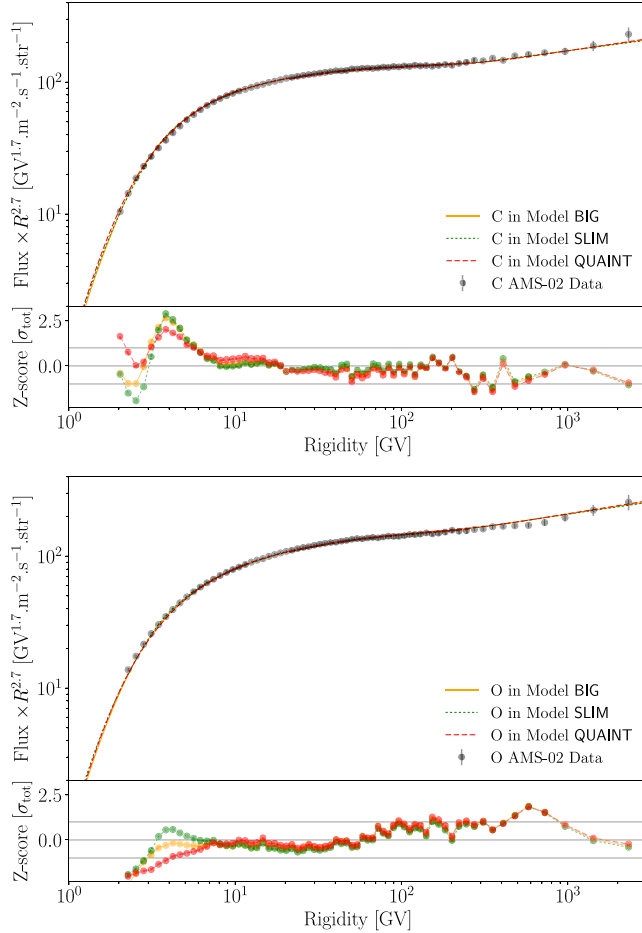 Flux ×R^2.7 [GV^1.7.m^−2.s^−1.str^−1]
10^2
10^1
C in Model BIG
C in Model SLIM
C in Model QUAINT
C AMS-02 Data
Z-score [σ_tot]
2.5
0.0
10^0 10^1 10^2 10^3
Rigidity [GV]
Flux ×R^2.7 [GV^1.7.m^−2.s^−1.str^−1]
10^2
10^1
O in Model BIG
O in Model SLIM
O in Model QUAINT
O AMS-02 Data
Z-score [σ_tot]
2.5
0.0
10^0 10^1 10^2 10^3
Rigidity [GV]